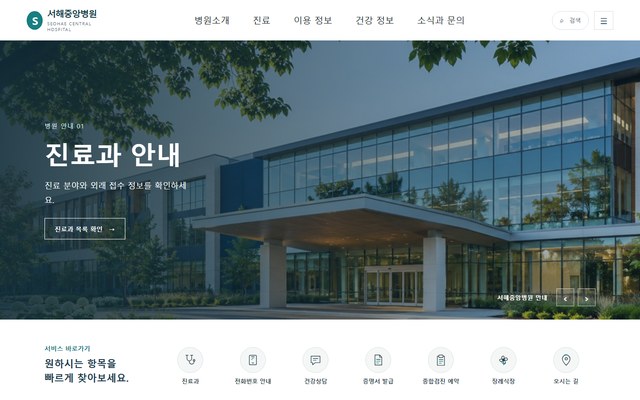 S
서해중앙병원
SEOHAE CENTRAL
HOSPITAL
병원소개
진료
이용 정보
건강 정보
소식과 문의
검색
병원 안내 01
진료과 안내
진료 분야와 외래 접수 정보를 확인하세
요.
진료과 목록 확인 →
서해중앙병원 안내
서비스 바로가기
원하시는 항목을
빠르게 찾아보세요.
진료과
전화번호 안내
건강상담
증명서 발급
종합검진 예약
장례식장
오시는 길